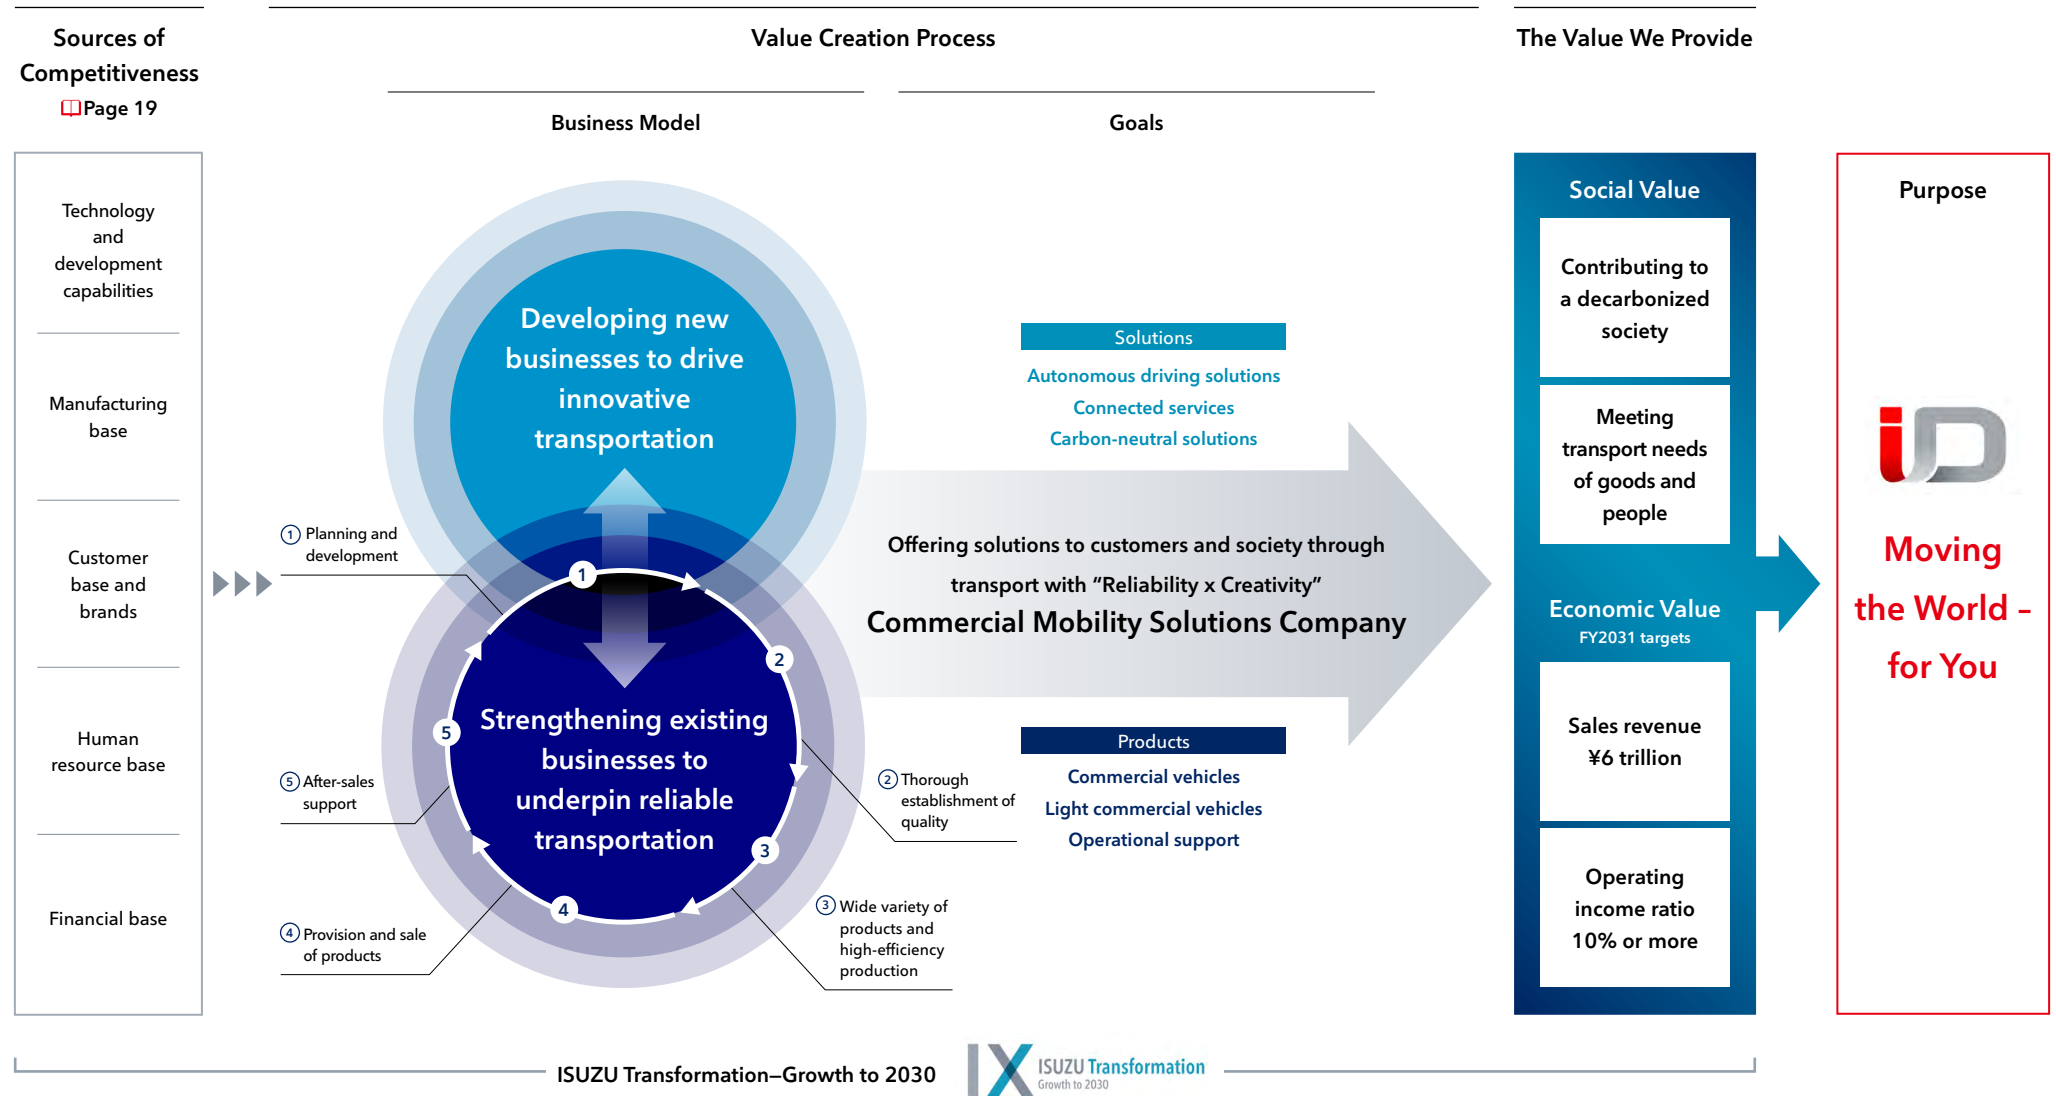 Sources of
Competitiveness
Page 19
Technology
and
development
capabilities
Manufacturing
base
Customer
base and
brands
Human
resource base
Financial base
Value Creation Process
Business Model
Developing new
businesses to drive
innovative
transportation
Strengthening existing
businesses to
underpin reliable
transportation
1
2
3
4
5
1 Planning and
development
2 Thorough
establishment of
quality
3 Wide variety of
products and
high-efficiency
production
4 Provision and sale
of products
5 After-sales
support
Goals
Solutions
Autonomous driving solutions
Connected services
Carbon-neutral solutions
Offering solutions to customers and society through
transport with “Reliability x Creativity”
Commercial Mobility Solutions Company
Products
Commercial vehicles
Light commercial vehicles
Operational support
The Value We Provide
Social Value
Contributing to
a decarbonized
society
Meeting
transport needs
of goods and
people
Economic Value
FY2031 targets
Sales revenue
¥6 trillion
Operating
income ratio
10% or more
Purpose
iD
Moving
the World –
for You
ISUZU Transformation–Growth to 2030
IX
ISUZU Transformation
Growth to 2030